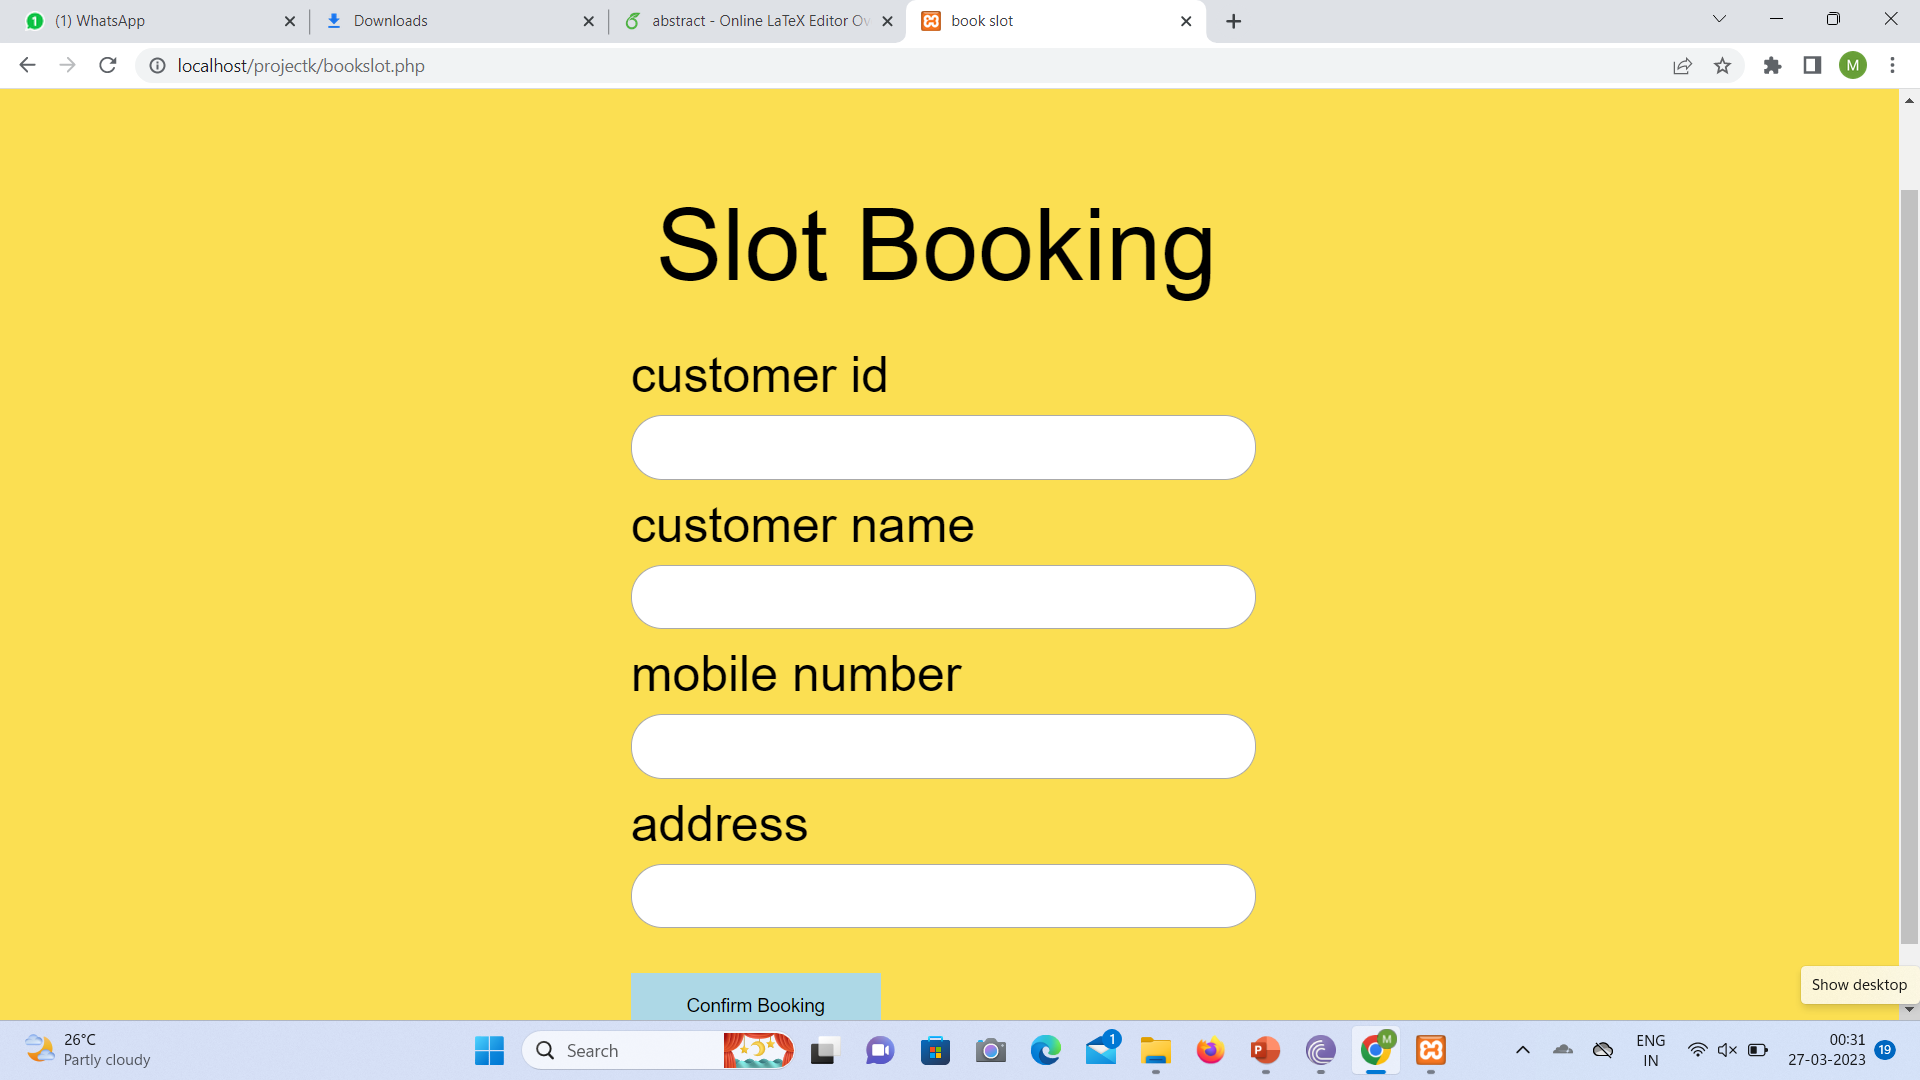 (1) WhatsApp
Downloads
abstract - Online LaTeX Editor Ov
book slot
localhost/projectk/bookslot.php
M
Slot Booking
customer id
customer name
mobile number
address
Confirm Booking
Show desktop
26°C
Partly cloudy
Search
1
M
ENG
IN
00:31
27-03-2023
19